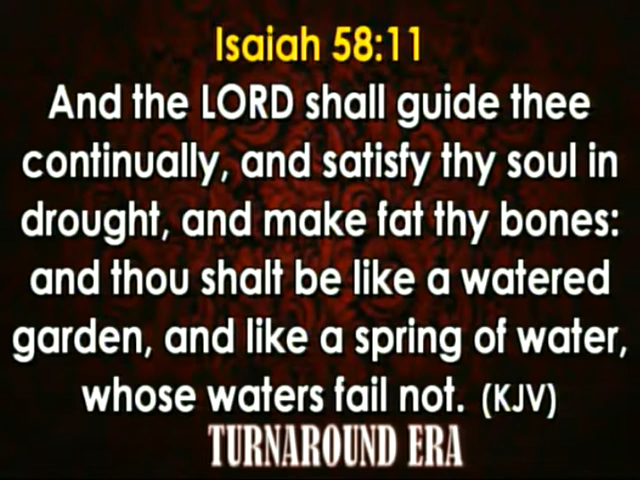 Isaiah 58:11
And the LORD shall guide thee
continually, and satisfy thy soul in
drought, and make fat thy bones:
and thou shalt be like a watered
garden, and like a spring of water,
whose waters fail not. (KJV)
TURNAROUND ERA